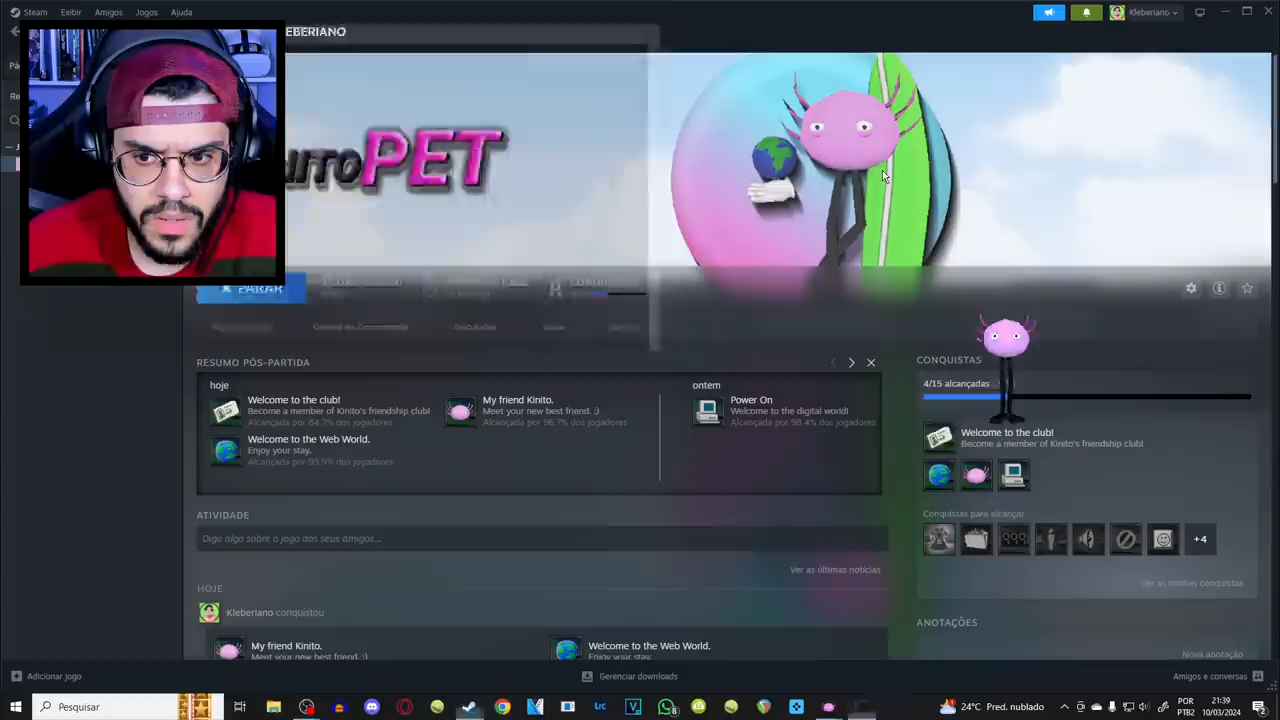 Steam Exibir Amigos Jogos Ajuda
Kleberiano
KLEBERIANO
PET
PARAR
RESUMO PÓS-PARTIDA
hoje
Welcome to the club!
Become a member of Kinito's friendship club!
Alcançada por 84.7% dos jogadores
My friend Kinito.
Meet your new best friend. ;)
Alcançada por 96.7% dos jogadores
Welcome to the Web World.
Enjoy your stay.
Alcançada por 95.9% dos jogadores
ontem
Power On
Welcome to the digital world!
Alcançada por 98.4% dos jogadores
ATIVIDADE
Diga algo sobre o jogo aos seus amigos...
Ver as últimas notícias
HOJE
Kleberiano conquistou
My friend Kinito.
Meet your new best friend. ;)
Welcome to the Web World.
Enjoy your stay.
CONQUISTAS
4/15 alcançadas
Welcome to the club!
Become a member of Kinito's friendship club!
Conquistas para alcançar
+4
Ver as minhas conquistas
ANOTAÇÕES
Nova anotação
Adicionar jogo
Gerenciar downloads
Amigos e conversas
Pesquisar
Lrc
24°C Pred. nublado
POR
PTB2
21:39
10/03/2024